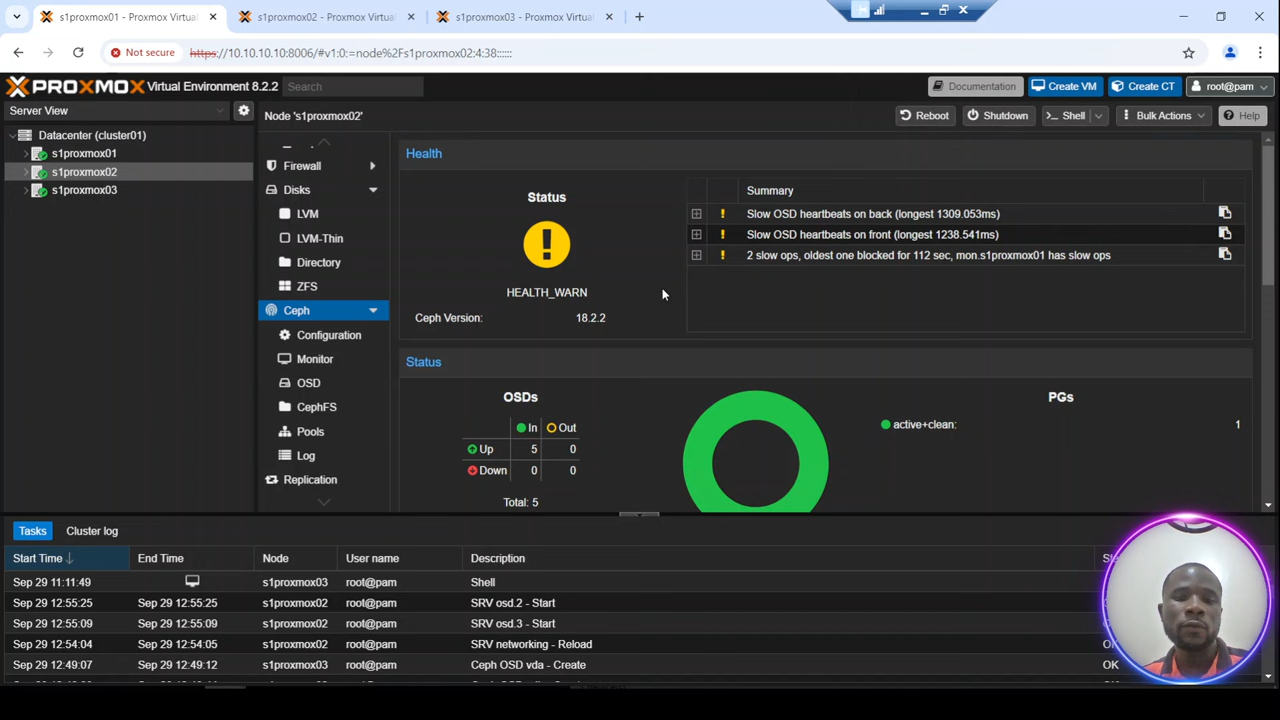 s1proxmox01 - Proxmox Virtual
s1proxmox02 - Proxmox Virtual
s1proxmox03 - Proxmox Virtual
Not secure https://10.10.10.10:8006/#v1:0:=node%2Fs1proxmox02:4:38::::::
PROXMOX Virtual Environment 8.2.2 Search Documentation Create VM Create CT root@pam
Server View
Node 's1proxmox02' Reboot Shutdown Shell Bulk Actions Help
Datacenter (cluster01)
s1proxmox01
s1proxmox02
s1proxmox03
Firewall
Disks
LVM
LVM-Thin
Directory
ZFS
Ceph
Configuration
Monitor
OSD
CephFS
Pools
Log
Replication
Health
Status
HEALTH_WARN
Ceph Version: 18.2.2
Summary
Slow OSD heartbeats on back (longest 1309.053ms)
Slow OSD heartbeats on front (longest 1238.541ms)
2 slow ops, oldest one blocked for 112 sec, mon.s1proxmox01 has slow ops
Status
OSDs
In Out
Up 5 0
Down 0 0
Total: 5
PGs
active+clean: 1
Tasks Cluster log
Start Time End Time Node User name Description
Sep 29 11:11:49 s1proxmox03 root@pam Shell
Sep 29 12:55:25 Sep 29 12:55:25 s1proxmox02 root@pam SRV osd.2 - Start
Sep 29 12:55:09 Sep 29 12:55:09 s1proxmox02 root@pam SRV osd.3 - Start
Sep 29 12:54:04 Sep 29 12:54:05 s1proxmox02 root@pam SRV networking - Reload
Sep 29 12:49:07 Sep 29 12:49:12 s1proxmox03 root@pam Ceph OSD vda - Create OK